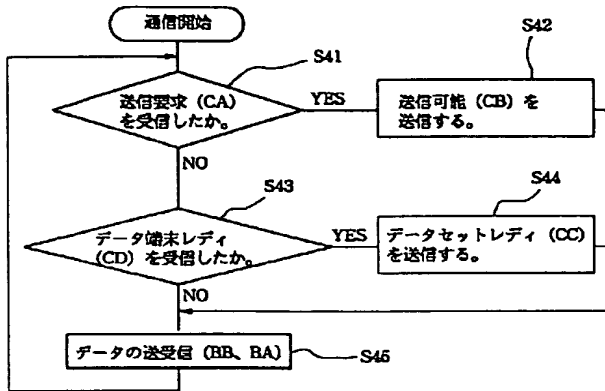 通信開始
S41
S42
送信要求（CA）
を受信したか。
YES
送信可能（CB）を
送信する。
NO
S43
S44
データ端末レディ
（CD）を受信したか。
YES
データセットレディ（CC）
を送信する。
NO
データの送受信（BB、BA）
S45